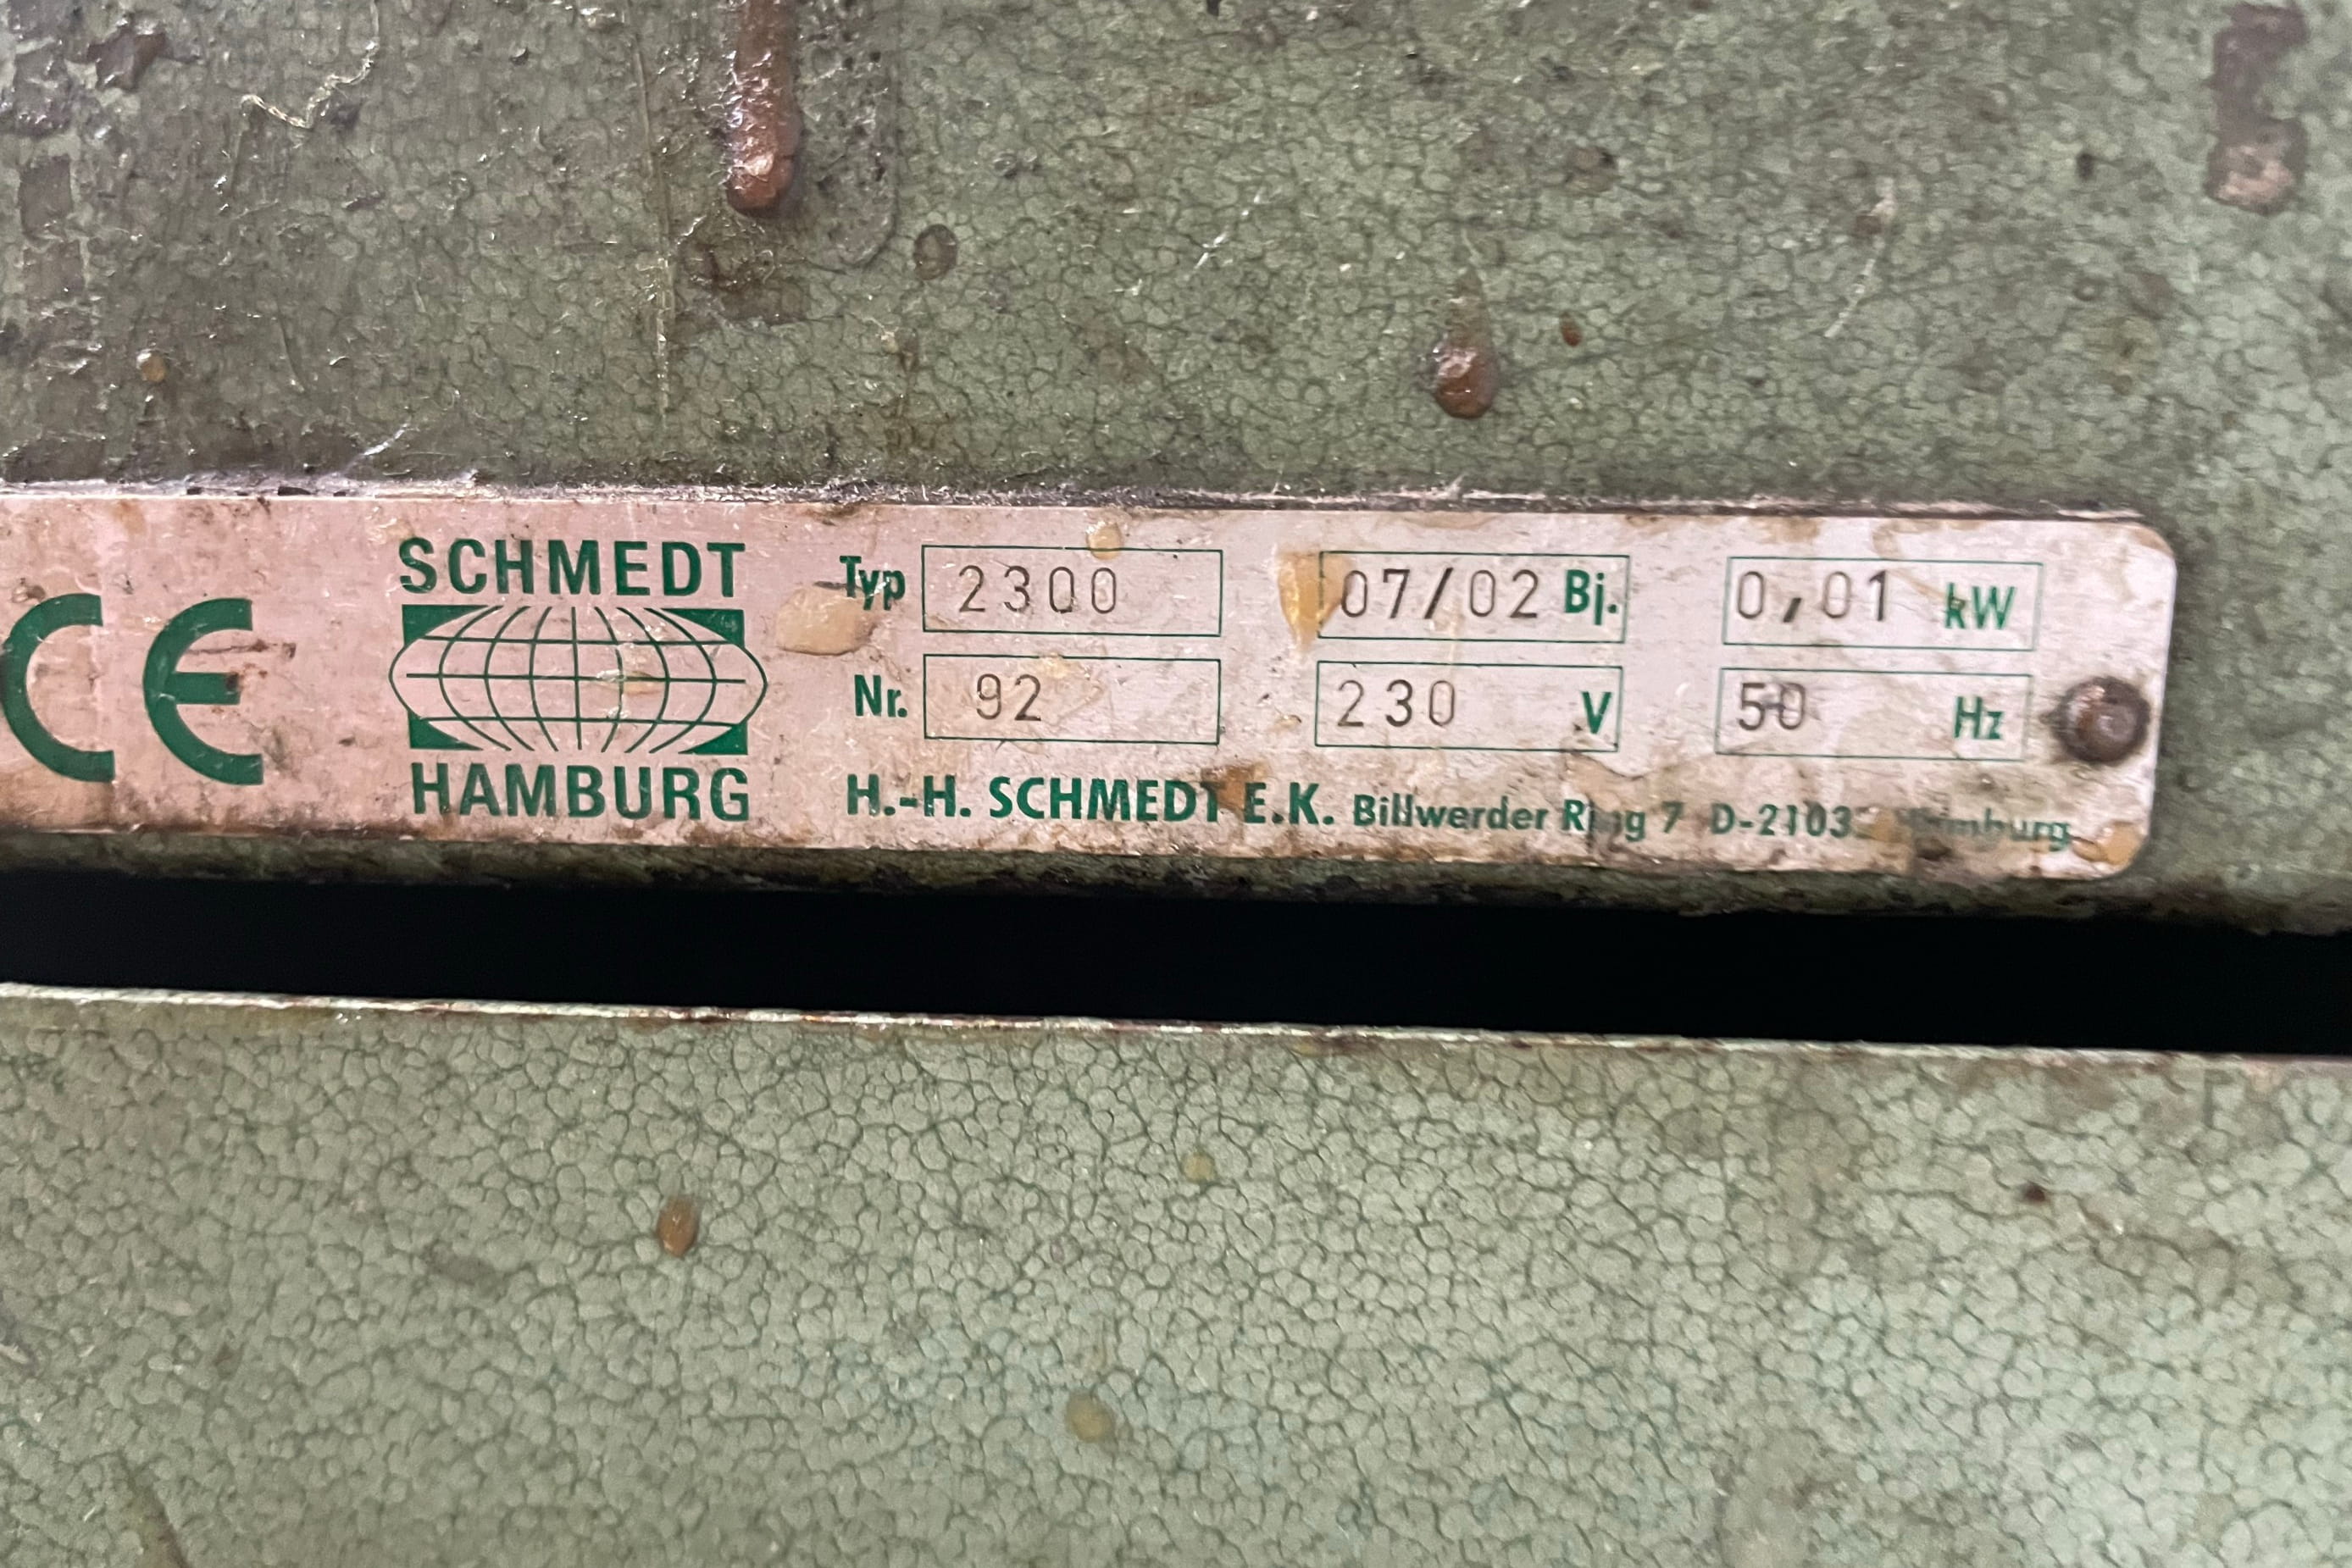 CE
SCHMEDT
HAMBURG
Typ 2300 07/02 Bj. 0,01 kW
Nr. 92 230 V 50 Hz
H.-H. SCHMEDT E.K. Billwerder Ring 7 Hamburg